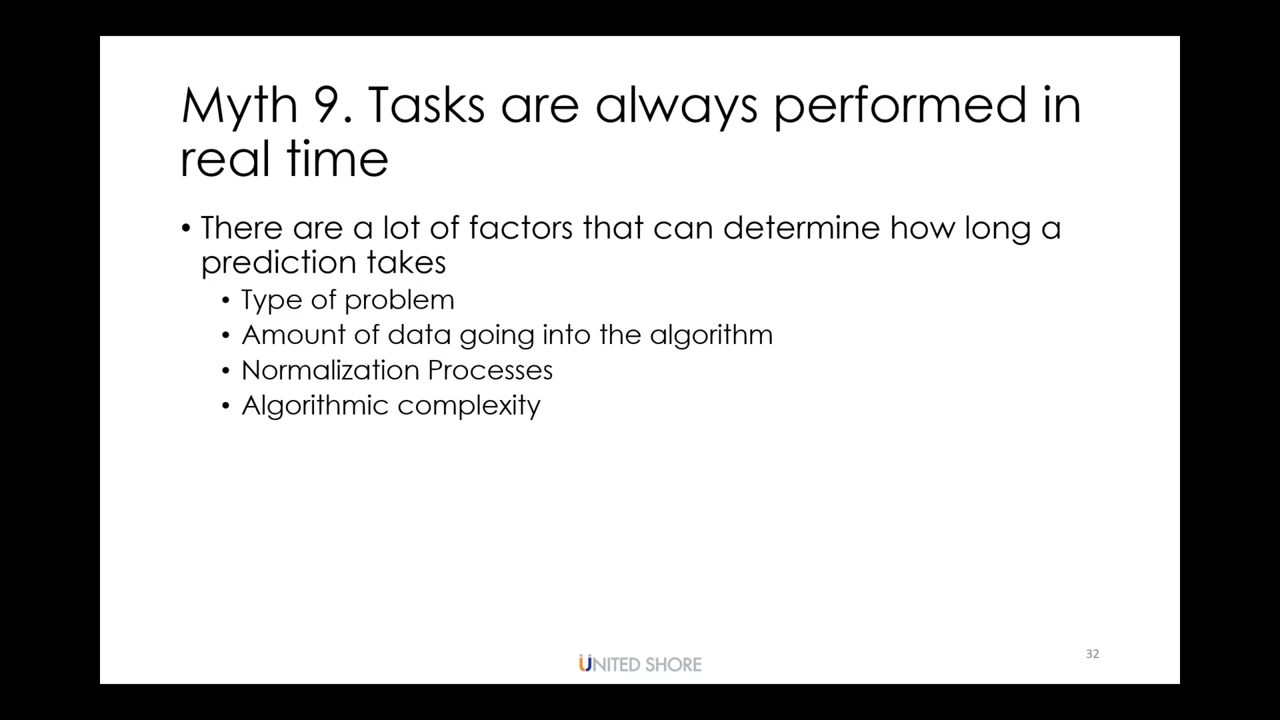 Myth 9. Tasks are always performed in
real time
• There are a lot of factors that can determine how long a
prediction takes
• Type of problem
• Amount of data going into the algorithm
• Normalization Processes
• Algorithmic complexity
UNITED SHORE
32